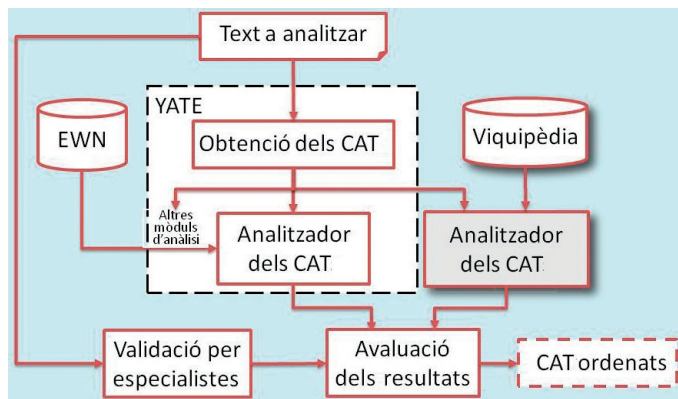 Text a analitzar
YATE
EWN
Obtenció dels CAT
Viquipèdia
Altres
mòduls
d'anàlisi
Analitzador
dels CAT
Analitzador
dels CAT
Validació per
especialistes
Avaluació
dels resultats
CAT ordenats